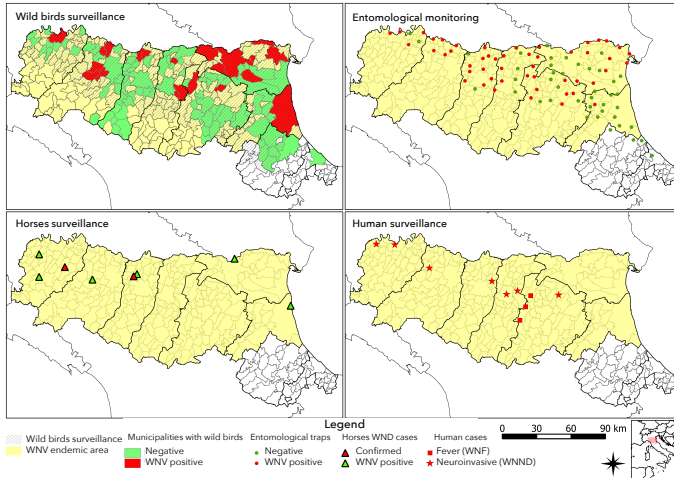 Wild birds surveillance
Entomological monitoring
Horses surveillance
Human surveillance
Legend
Wild birds surveillance
WNV endemic area
Municipalities with wild birds
Negative
WNV positive
Entomological traps
Negative
WNV positive
Horses WND cases
Confirmed
WNV positive
Human cases
Fever (WNF)
Neuroinvasive (WNND)
0 30 60 90 km